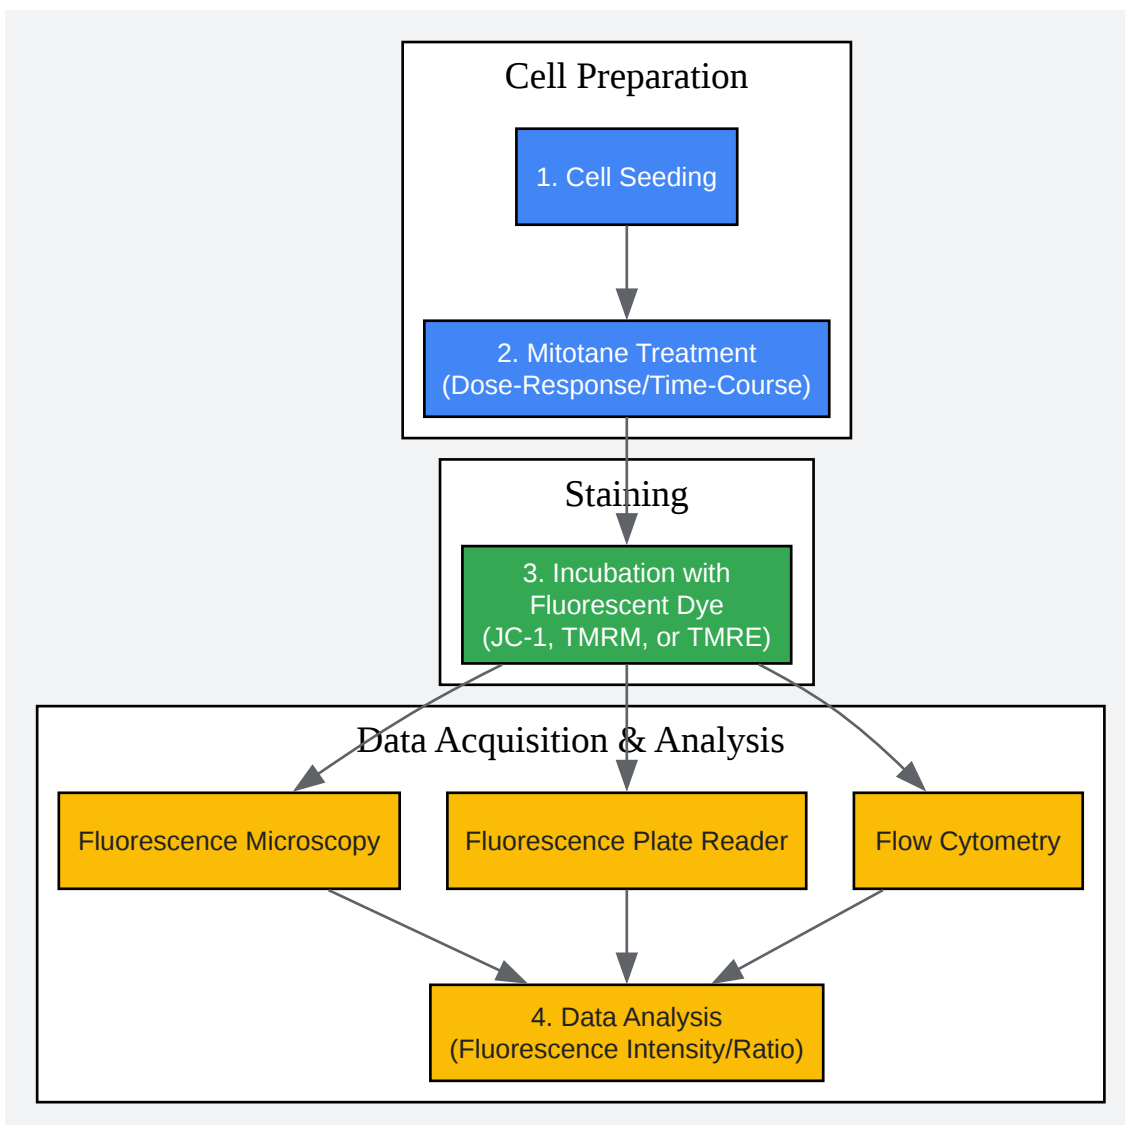 Cell Preparation
1. Cell Seeding
2. Mitotane Treatment
(Dose-Response/Time-Course)
Staining
3. Incubation with
Fluorescent Dye
(JC-1, TMRM, or TMRE)
Data Acquisition & Analysis
Fluorescence Microscopy
Fluorescence Plate Reader
Flow Cytometry
4. Data Analysis
(Fluorescence Intensity/Ratio)